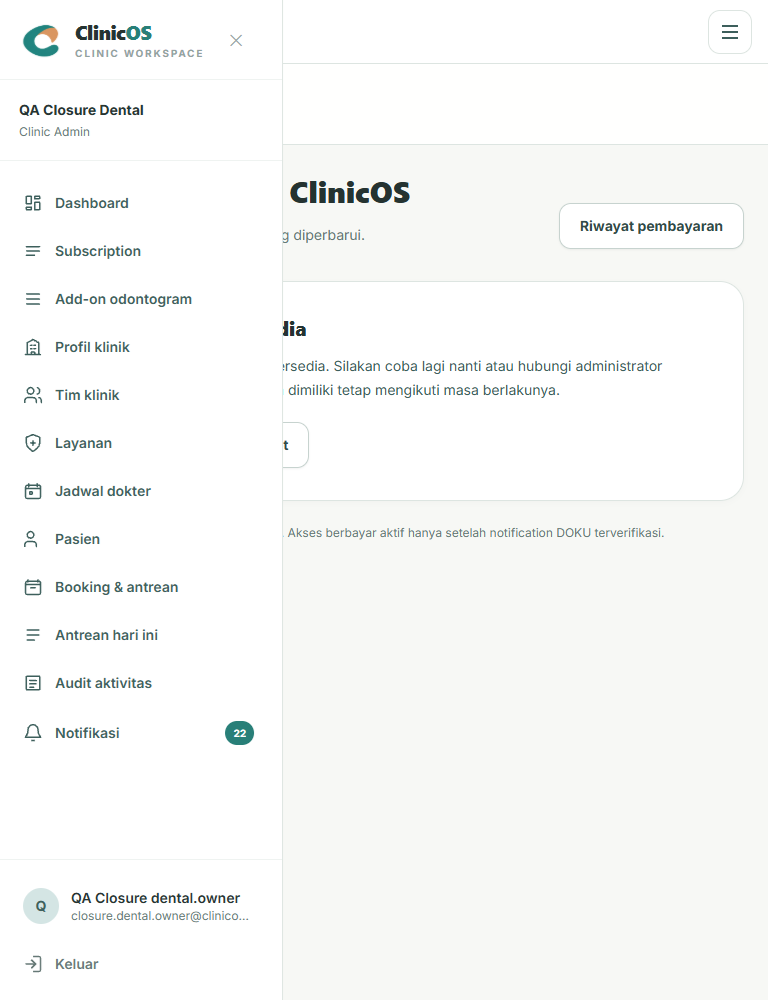 ClinicOS
CLINIC WORKSPACE
QA Closure Dental
Clinic Admin
Dashboard
Subscription
Add-on odontogram
Profil klinik
Tim klinik
Layanan
Jadwal dokter
Pasien
Booking & antrean
Antrean hari ini
Audit aktivitas
Notifikasi
22
QA Closure dental.owner
closure.dental.owner@clinico...
Keluar
ClinicOS
diperbarui.
Riwayat pembayaran
. Silakan coba lagi nanti atau hubungi administrator
dimiliki tetap mengikuti masa berlakunya.
Akses berbayar aktif hanya setelah notification DOKU terverifikasi.